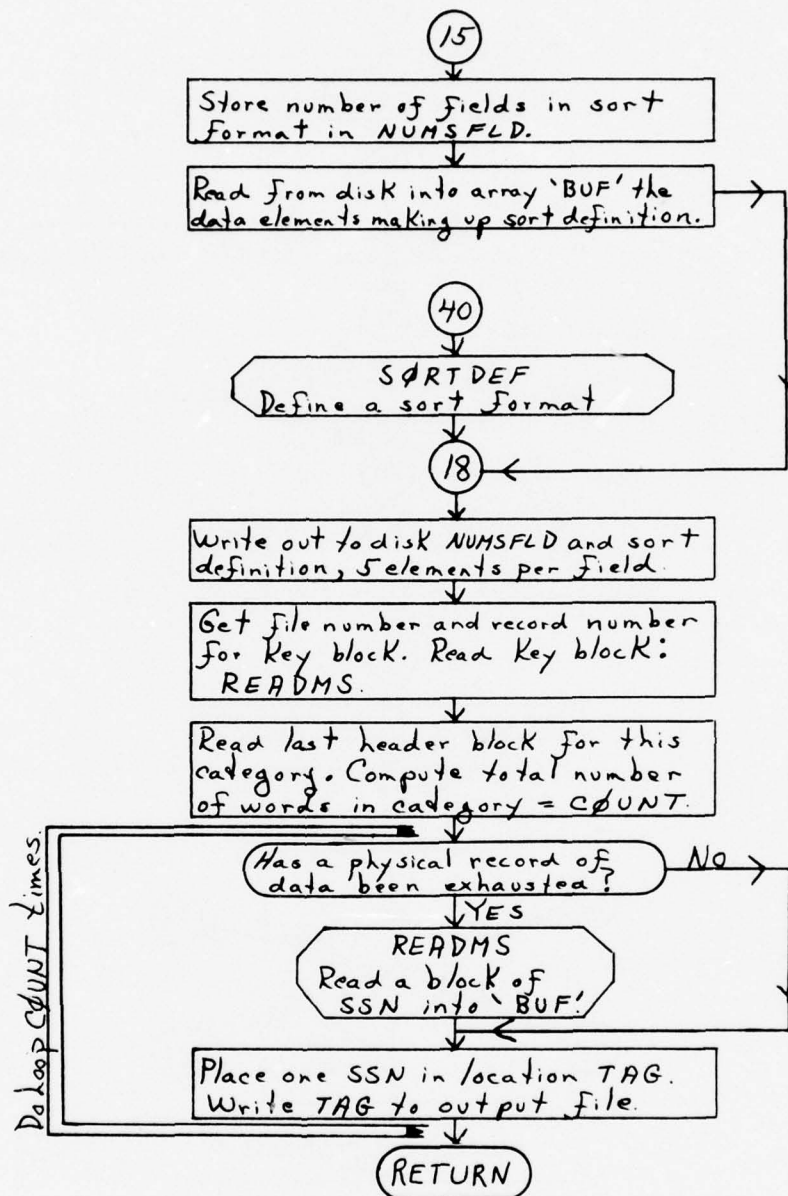 15
Store number of fields in sort
format in NUMSFLD.
Read from disk into array 'BUF' the
data elements making up sort definition.
40
SØRTDEF
Define a sort format
18
Write out to disk NUMSFLD and sort
definition, 5 elements per field.
Get file number and record number
for Key block. Read Key block:
READMS.
Read last header block for this
category. Compute total number
of words in category = CØUNT.
Has a physical record of
data been exhausted?
No
YES
READMS
Read a block of
SSN into 'BUF'.
Do loop CØUNT times.
Place one SSN in location TAG.
Write TAG to output file.
RETURN